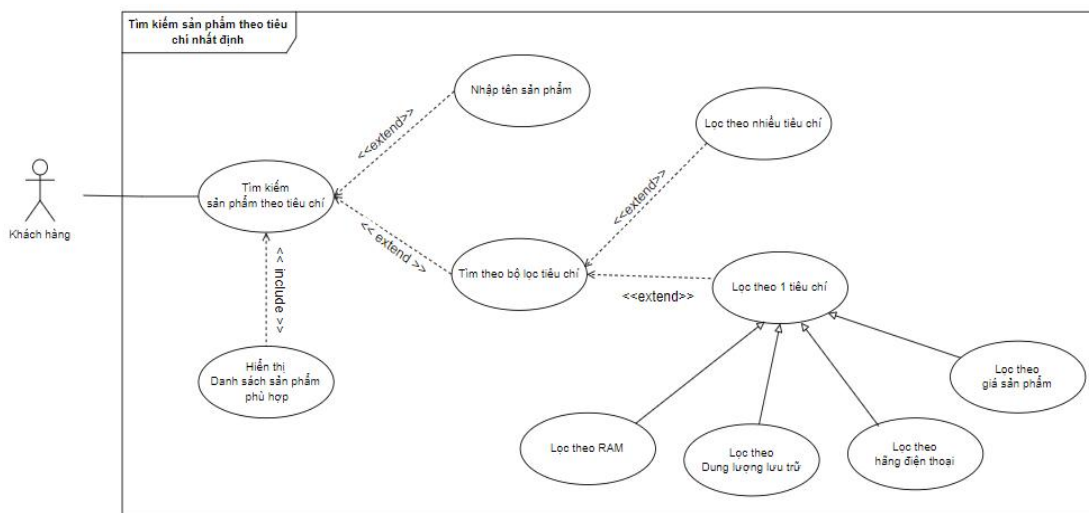 Tìm kiếm sản phẩm theo tiêu
chí nhất định
Nhập tên sản phẩm
Lọc theo nhiều tiêu chí
<<extend>>
<<extend>>
Tìm kiếm
sản phẩm theo tiêu chí
Khách hàng
<< extend >>
Tìm theo bộ lọc tiêu chí
Lọc theo 1 tiêu chí
<<extend>>
<< include >>
Hiển thị
Danh sách sản phẩm
phù hợp
Lọc theo
giá sản phẩm
Lọc theo RAM
Lọc theo
Dung lượng lưu trữ
Lọc theo
hãng điện thoại